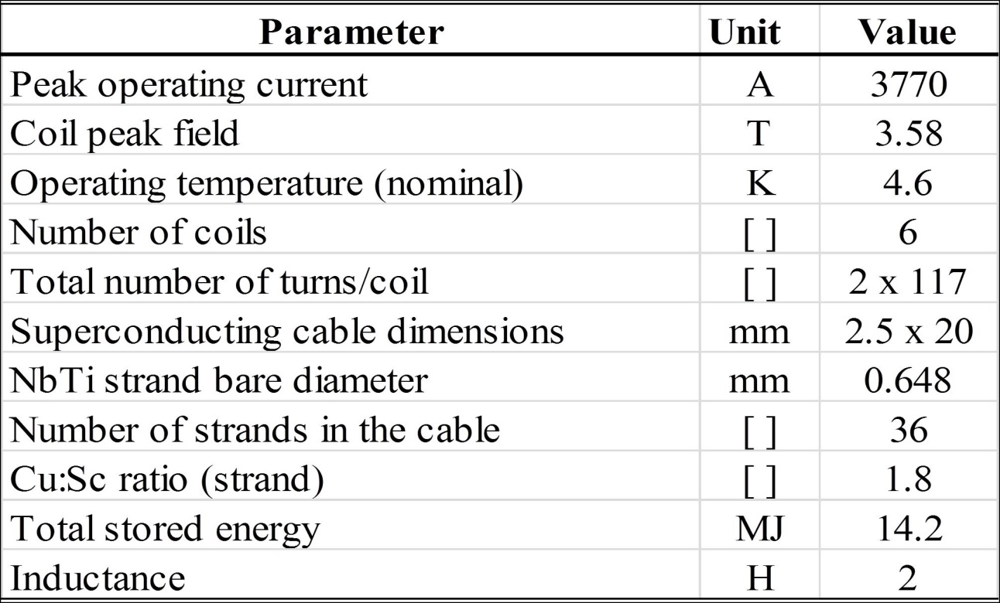 Parameter Unit Value
Peak operating current A 3770
Coil peak field T 3.58
Operating temperature (nominal) K 4.6
Number of coils [ ] 6
Total number of turns/coil [ ] 2 x 117
Superconducting cable dimensions mm 2.5 x 20
NbTi strand bare diameter mm 0.648
Number of strands in the cable [ ] 36
Cu:Sc ratio (strand) [ ] 1.8
Total stored energy MJ 14.2
Inductance H 2